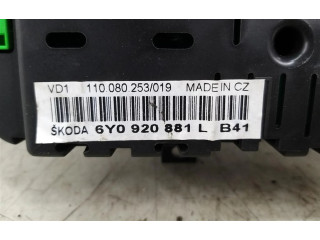 VD1 110.080.253/019 MADE IN CZ
ŠKODA 6Y0 920 881 L B41